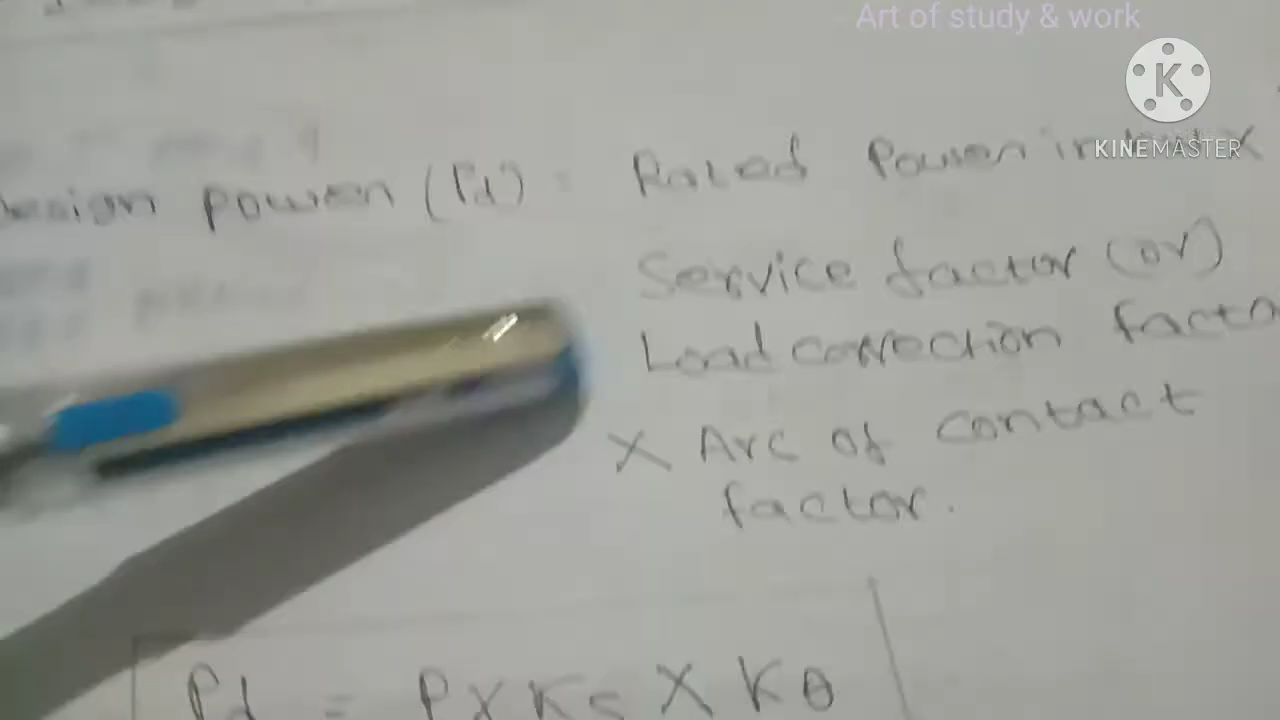 Art of study & work
K
KINEMASTER
Design power (Pd) = Rated Power in x
Service factor (or)
Load correction facto
X Arc of contact
factor.
Pd = P x Ks X Kθ